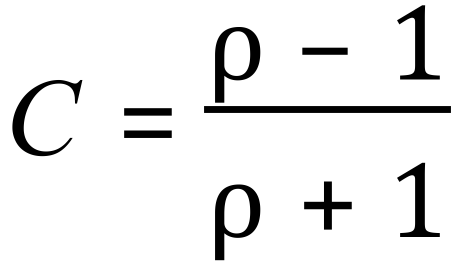 C = ρ − 1
ρ + 1